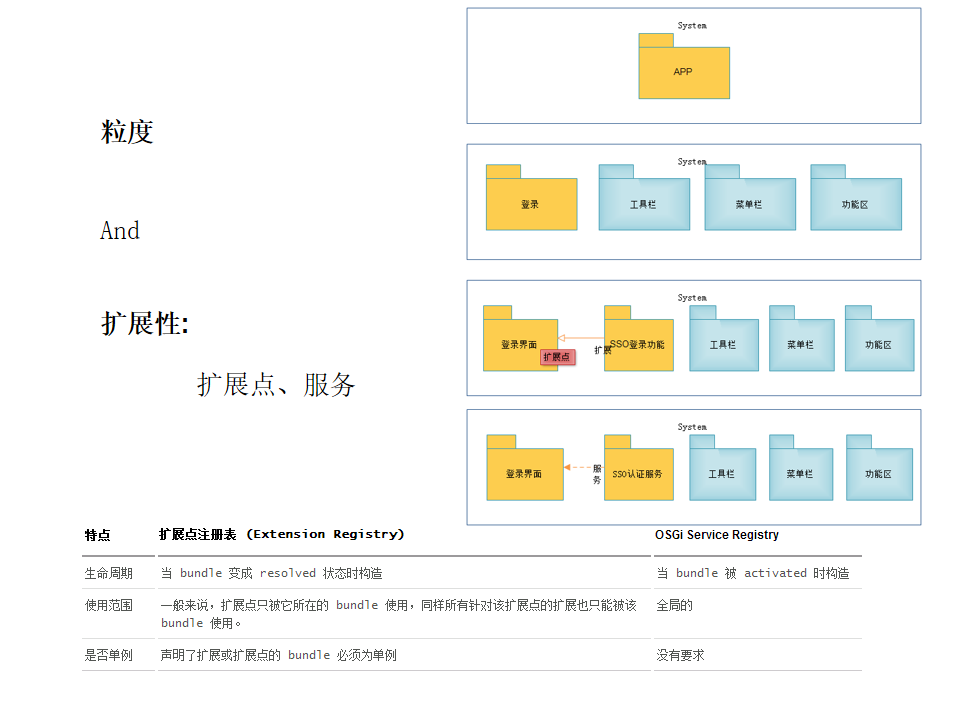 粒度
And
扩展性:
扩展点、服务
System
APP
System
登录
工具栏
菜单栏
功能区
System
登录界面
扩展点
扩展
SSO登录功能
工具栏
菜单栏
功能区
System
登录界面
服
务
SSO认证服务
工具栏
菜单栏
功能区
特点 扩展点注册表 (Extension Registry) OSGi Service Registry
生命周期 当 bundle 变成 resolved 状态时构造 当 bundle 被 activated 时构造
使用范围 一般来说，扩展点只被它所在的 bundle 使用，同样所有针对该扩展点的扩展也只能被该 全局的
bundle 使用。
是否单例 声明了扩展或扩展点的 bundle 必须为单例 没有要求